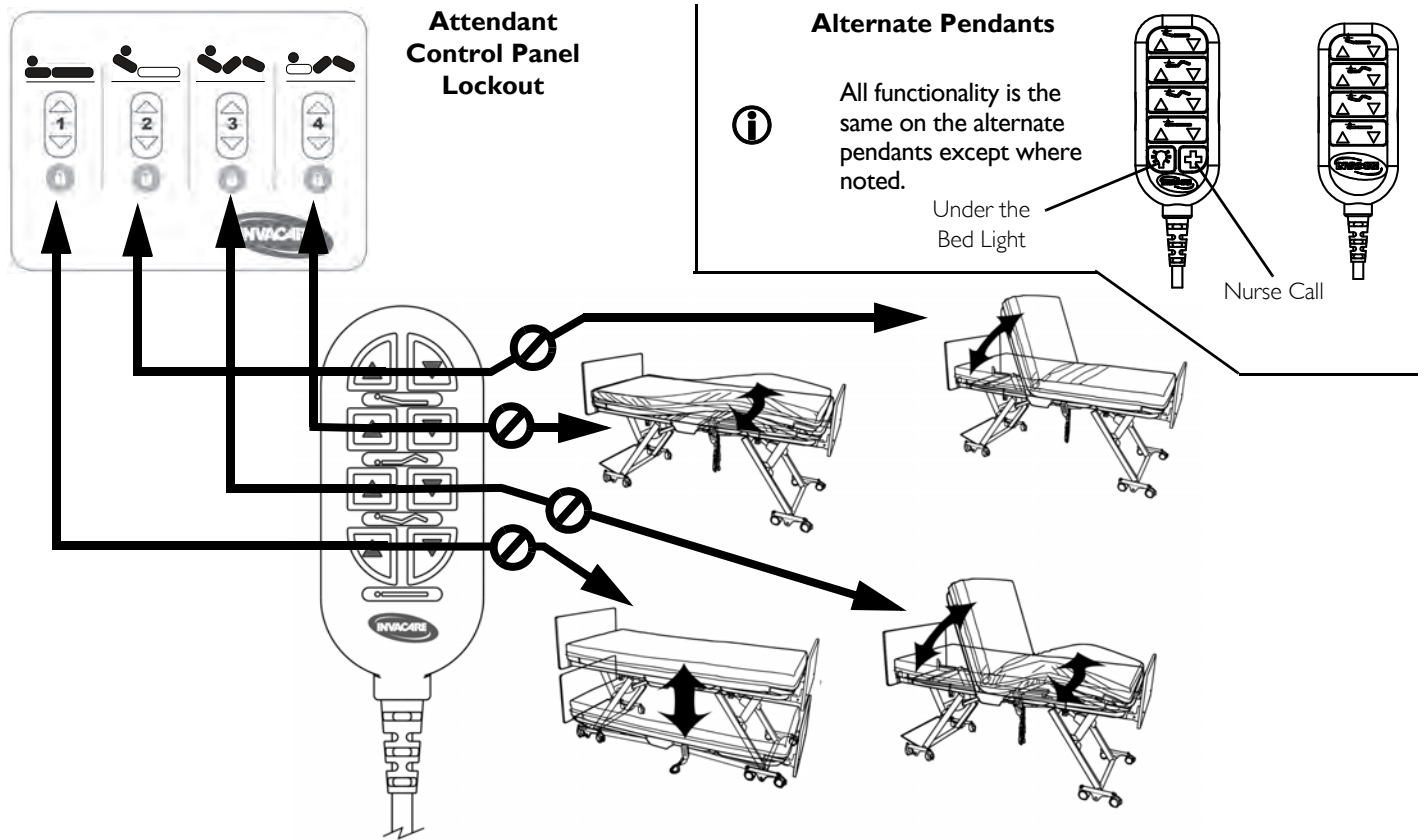 Attendant
Control Panel
Lockout
1 2 3 4
INVACARE
Alternate Pendants
All functionality is the
same on the alternate
pendants except where
noted.
Under the
Bed Light
Nurse Call
INVACARE
INVACARE